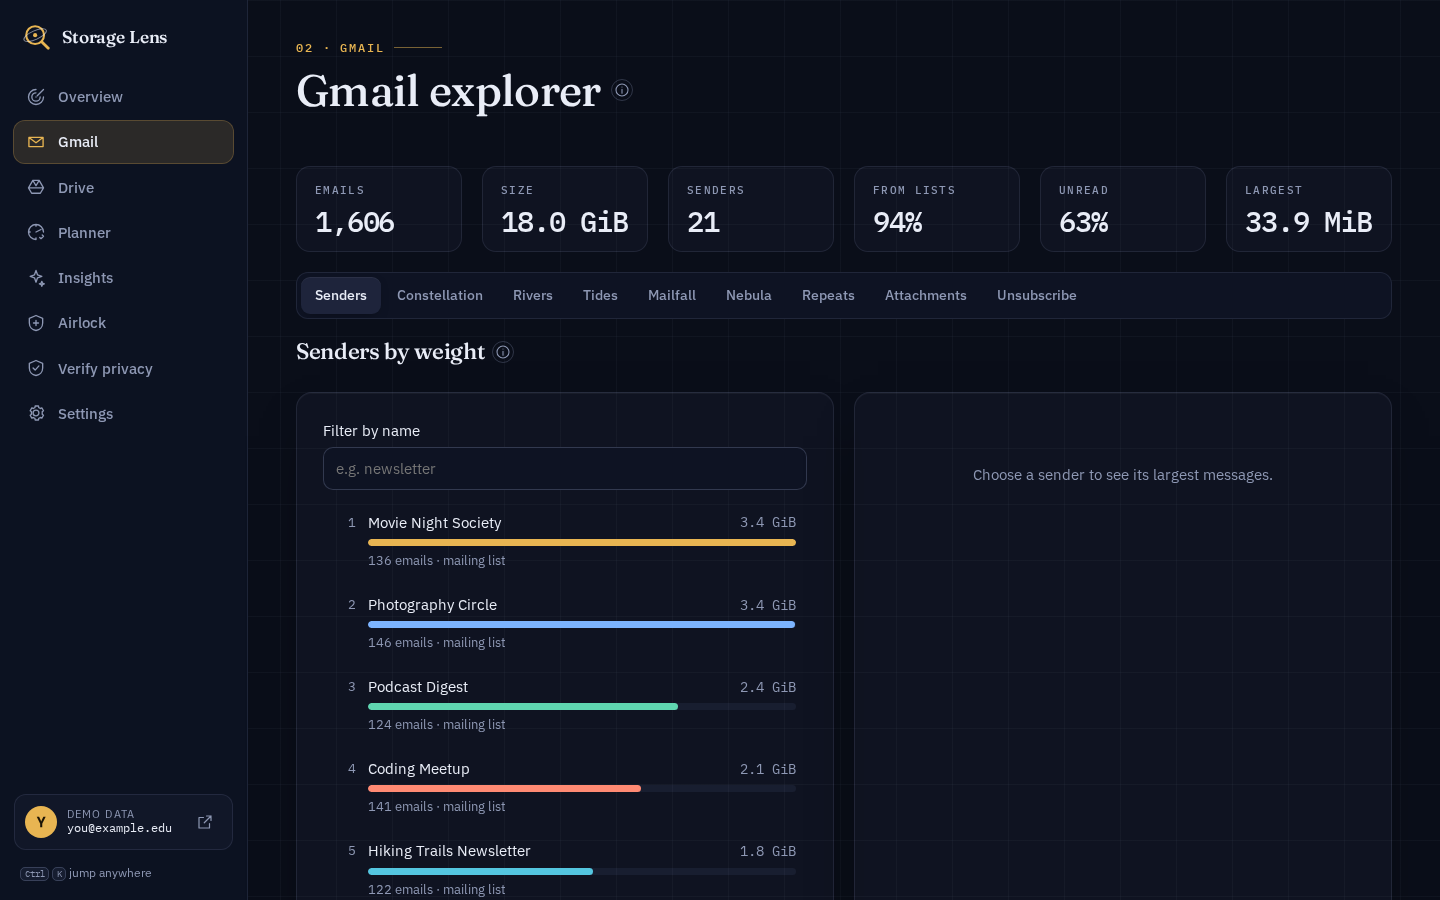 Storage Lens
Overview
Gmail
Drive
Planner
Insights
Airlock
Verify privacy
Settings
Y
DEMO DATA
you@example.edu
Ctrl K jump anywhere
02 · GMAIL
Gmail explorer
EMAILS
1,606
SIZE
18.0 GiB
SENDERS
21
FROM LISTS
94%
UNREAD
63%
LARGEST
33.9 MiB
Senders Constellation Rivers Tides Mailfall Nebula Repeats Attachments Unsubscribe
Senders by weight
Filter by name
e.g. newsletter
1 Movie Night Society 3.4 GiB
136 emails · mailing list
2 Photography Circle 3.4 GiB
146 emails · mailing list
3 Podcast Digest 2.4 GiB
124 emails · mailing list
4 Coding Meetup 2.1 GiB
141 emails · mailing list
5 Hiking Trails Newsletter 1.8 GiB
122 emails · mailing list
Choose a sender to see its largest messages.